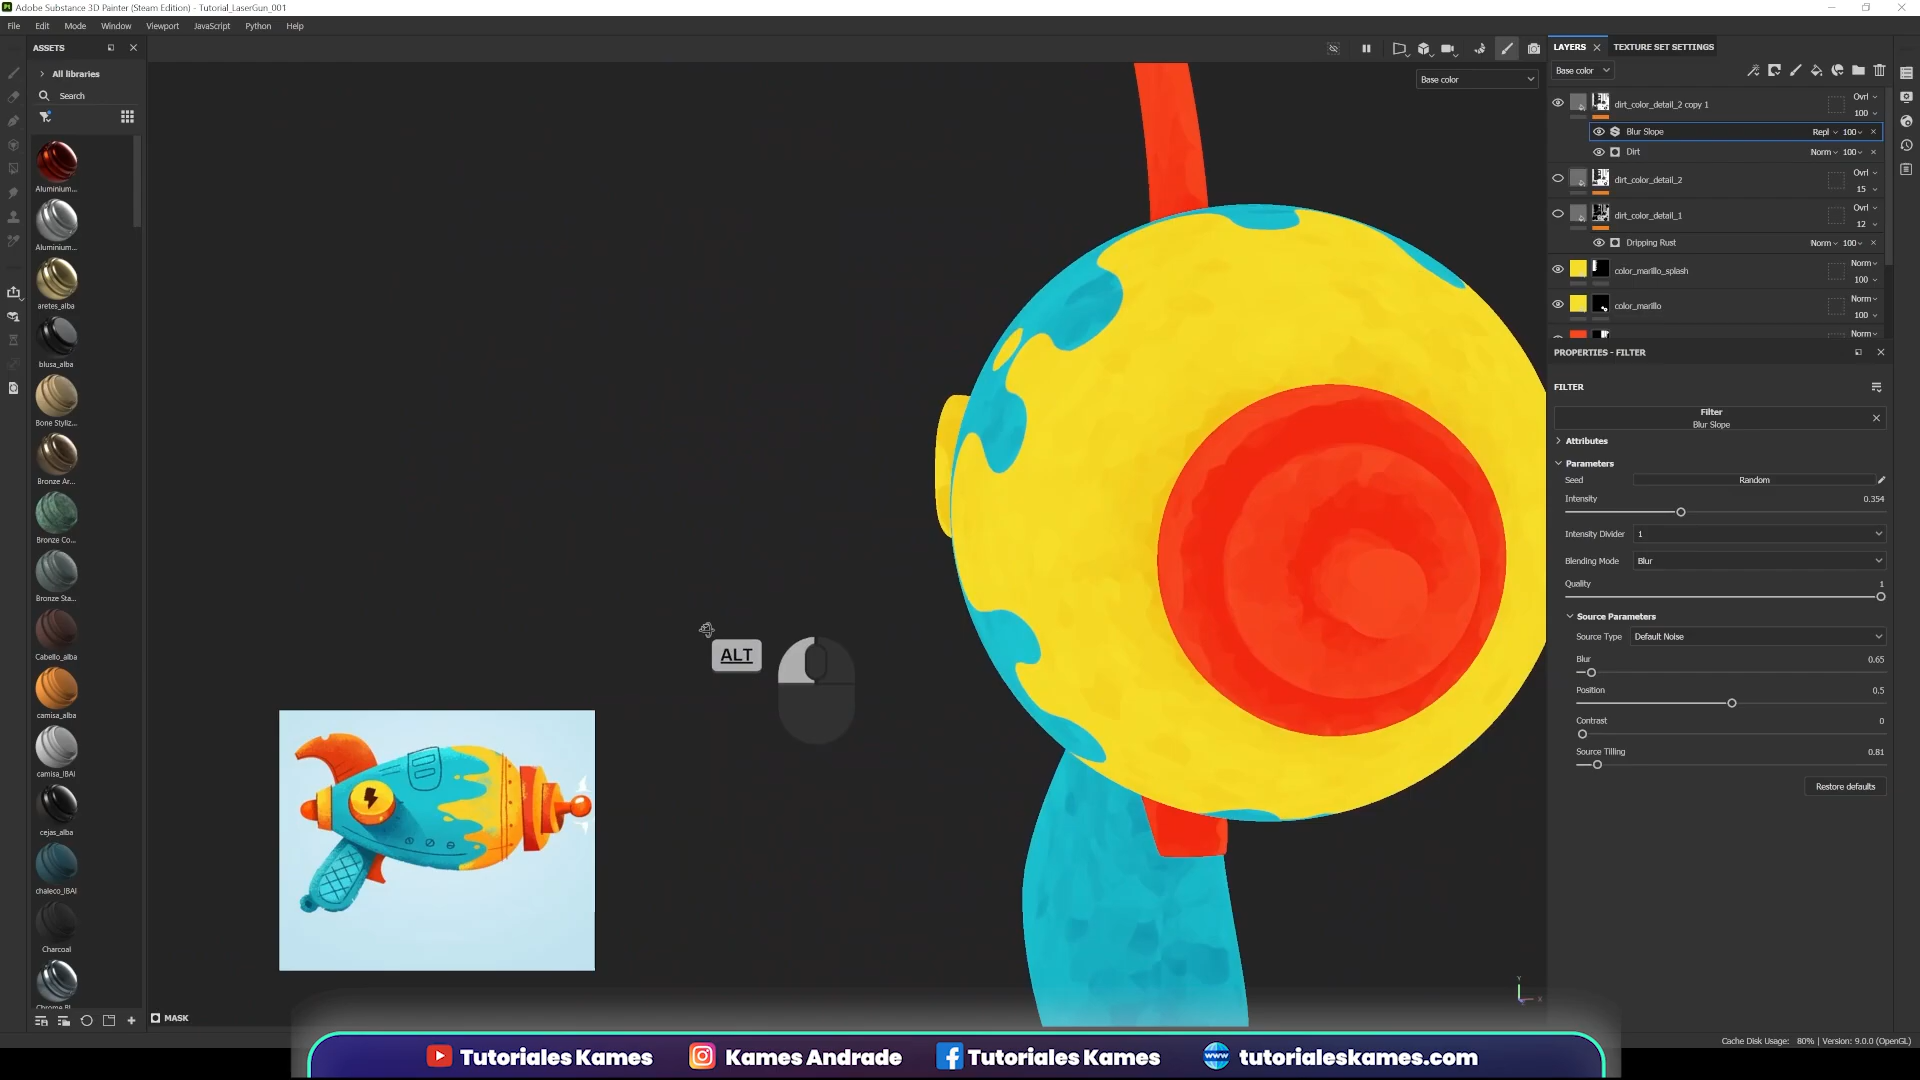 Adobe Substance 3D Painter (Steam Edition) - Tutorial_LaserGun_001
File Edit Mode Window Viewport JavaScript Python Help
ASSETS
All libraries
Search
Aluminium...
Aluminium...
aretes_alba
blusa_alba
Bone Styliz...
Bronze Ar...
Bronze Co...
Bronze Sta...
Cabello_alba
camisa_alba
camisa_IBAI
cejas_alba
chaleco_IBAI
Charcoal
Base color
ALT
MASK
LAYERS TEXTURE SET SETTINGS
Base color
dirt_color_detail_2 copy 1 Ovrl 100
Blur Slope Repl 100
Dirt Norm 100
dirt_color_detail_2 Ovrl 15
dirt_color_detail_1 Ovrl 12
Dripping Rust Norm 100
color_marillo_splash Norm 100
color_marillo Norm 100
Norm
PROPERTIES - FILTER
FILTER
Filter
Blur Slope
Attributes
Parameters
Seed Random
Intensity 0.354
Intensity Divider 1
Blending Mode Blur
Quality 1
Source Parameters
Source Type Default Noise
Blur 0.65
Position 0.5
Contrast 0
Source Tilling 0.81
Restore defaults
Y
X
Tutoriales Kames Kames Andrade Tutoriales Kames tutorialeskames.com
Cache Disk Usage: 80% | Version: 9.0.0 (OpenGL)